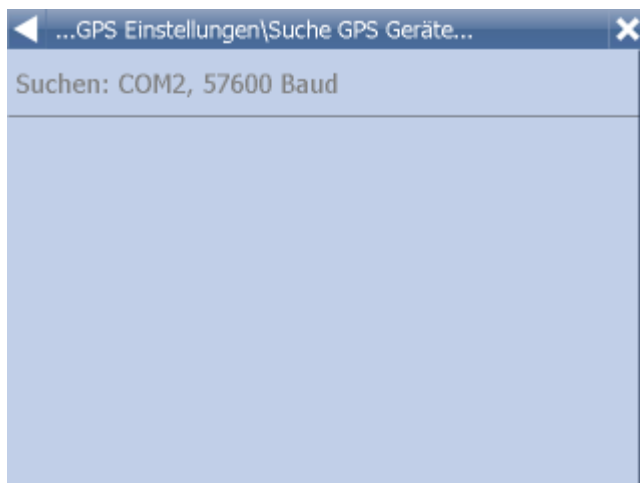 ...GPS Einstellungen\Suche GPS Geräte...
Suchen: COM2, 57600 Baud